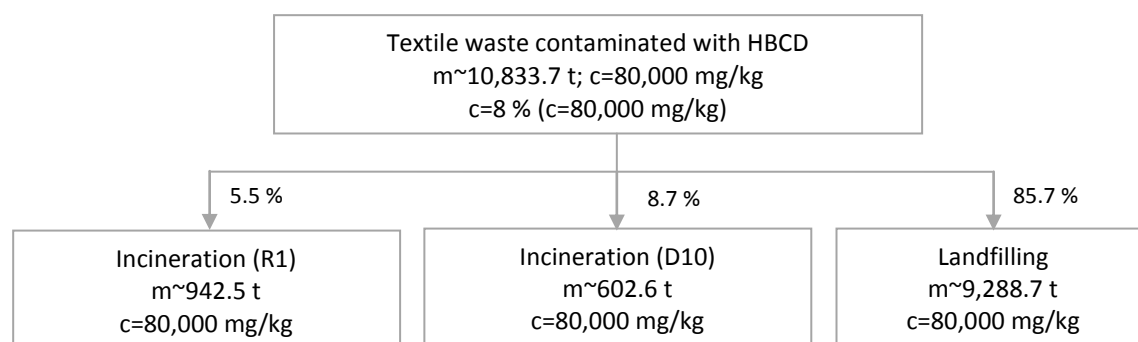 Textile waste contaminated with HBCD
m~10,833.7 t; c=80,000 mg/kg
c=8 % (c=80,000 mg/kg)
5.5 %
8.7 %
85.7 %
Incineration (R1)
m~942.5 t
c=80,000 mg/kg
Incineration (D10)
m~602.6 t
c=80,000 mg/kg
Landfilling
m~9,288.7 t
c=80,000 mg/kg